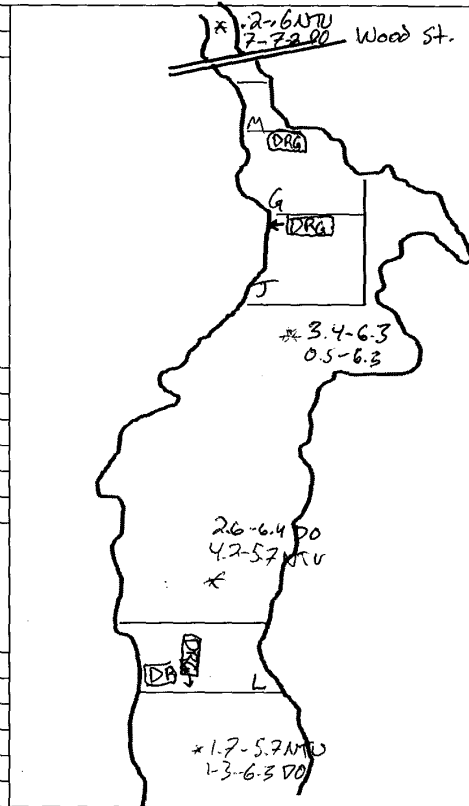 * .2-.6 NTU
7-7.2 DO
Wood St.
M
DRG
G
DRG
J
* 3.4-6.3
0.5-6.3
2.6-6.4 DO
4.2-5.7 NTU
*
DR
DRG
L
* 1.7-5.7 NTU
1-3-6.3 DO